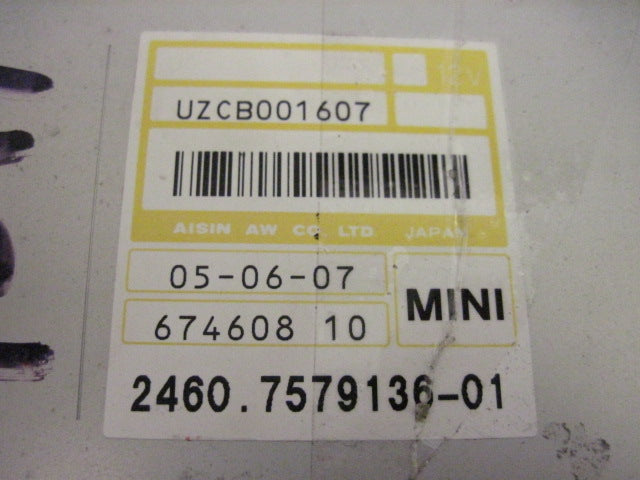 12V
UZCB001607
AISIN AW CO. LTD JAPAN
05-06-07
MINI
674608 10
2460.7579136-01